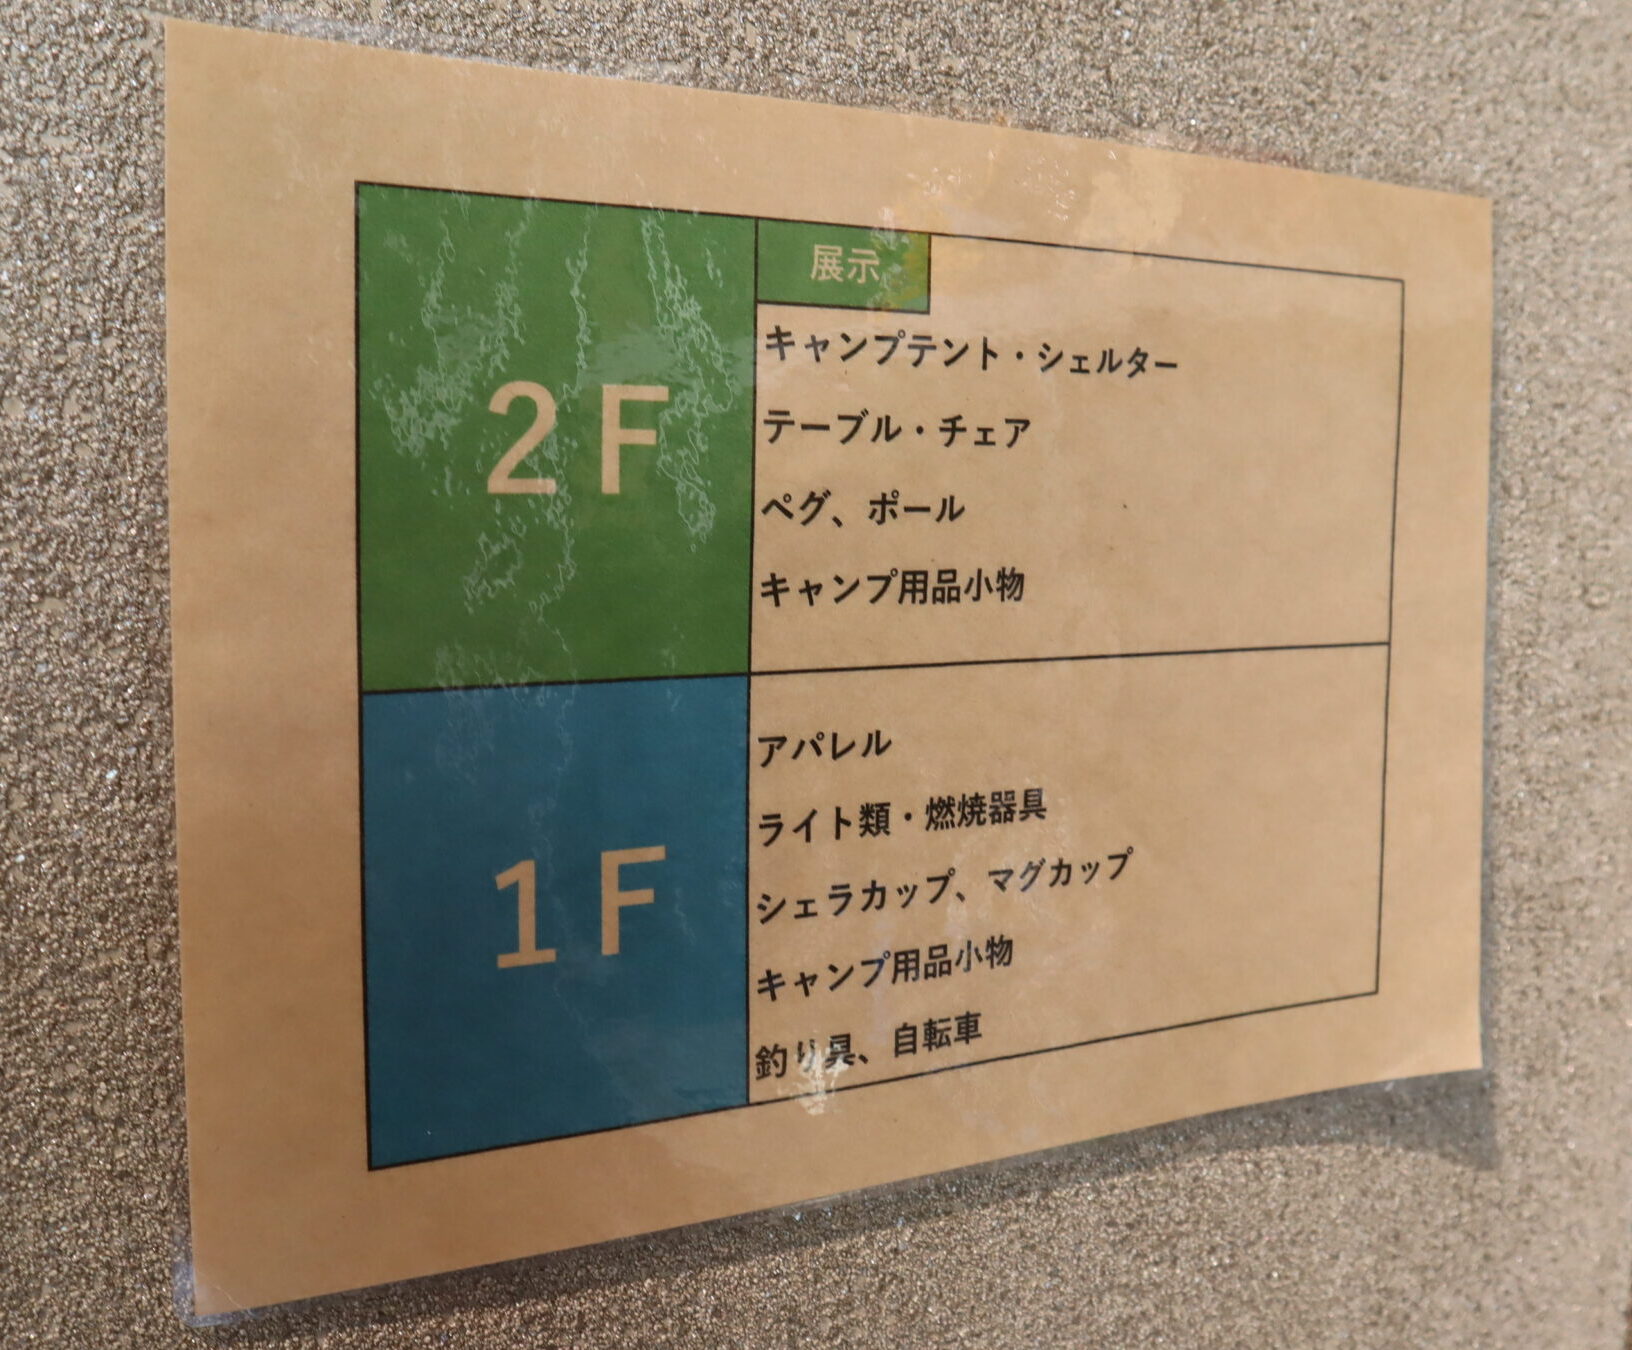 2F
展示
キャンプテント・シェルター
テーブル・チェア
ペグ、ポール
キャンプ用品小物
1F
アパレル
ライト類・燃焼器具
シェラカップ、マグカップ
キャンプ用品小物
釣り具、自転車